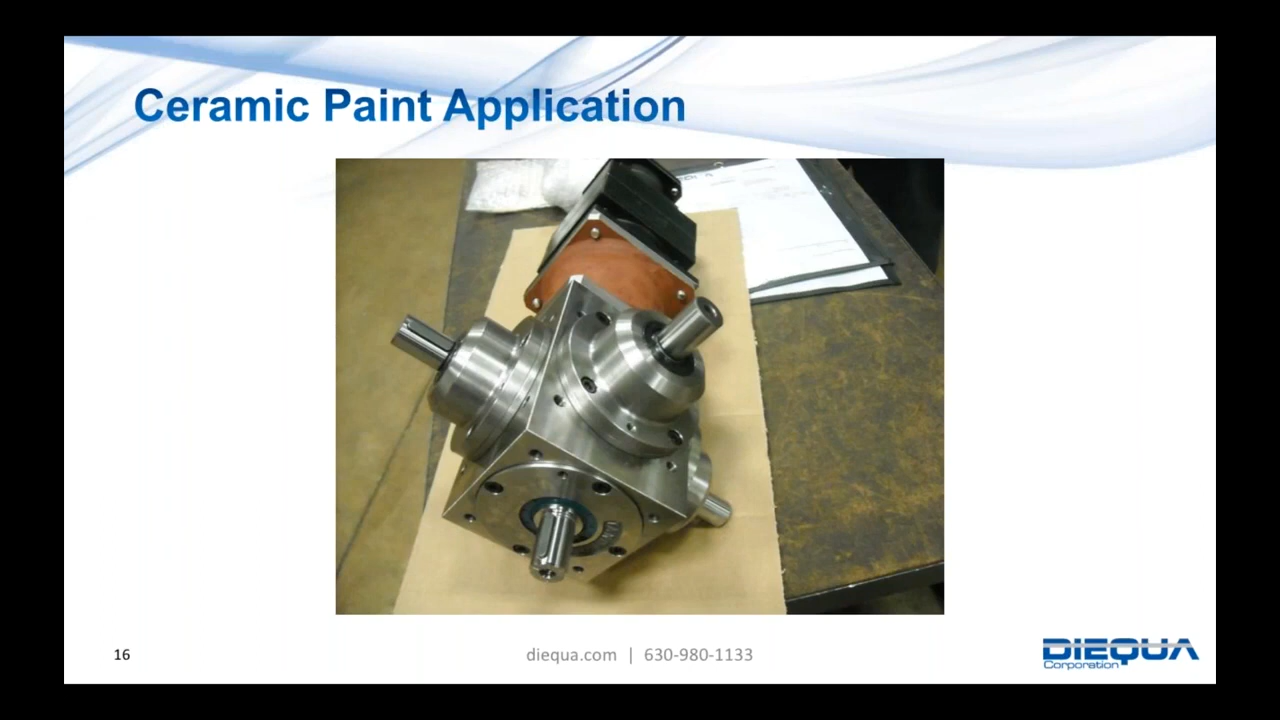 Ceramic Paint Application
16
diequa.com | 630-980-1133
DIEQUA
Corporation